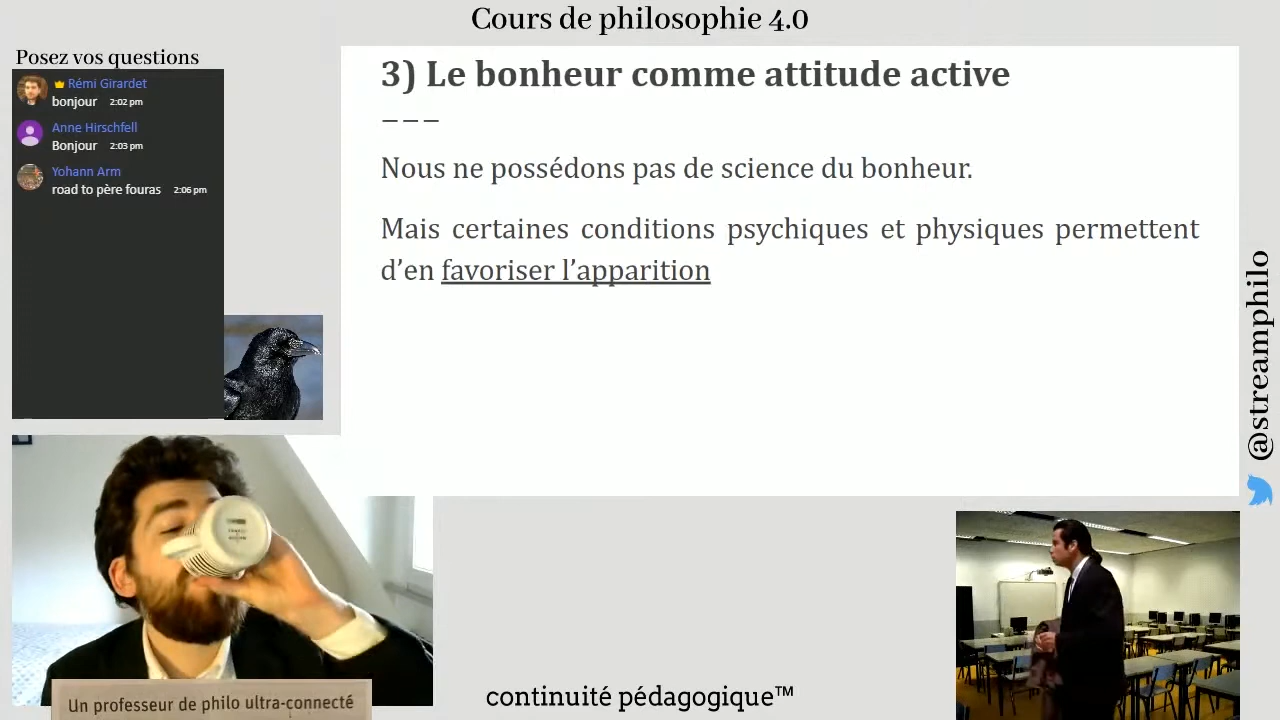 Cours de philosophie 4.0
Posez vos questions
Rémi Girardet
bonjour 2:02 pm
Anne Hirschfell
Bonjour 2:03 pm
Yohann Arm
road to père fouras 2:06 pm
3) Le bonheur comme attitude active
———
Nous ne possédons pas de science du bonheur.
Mais certaines conditions psychiques et physiques permettent
d’en favoriser l’apparition
@streamphilo
Un professeur de philo ultra-connecté
continuité pédagogique™